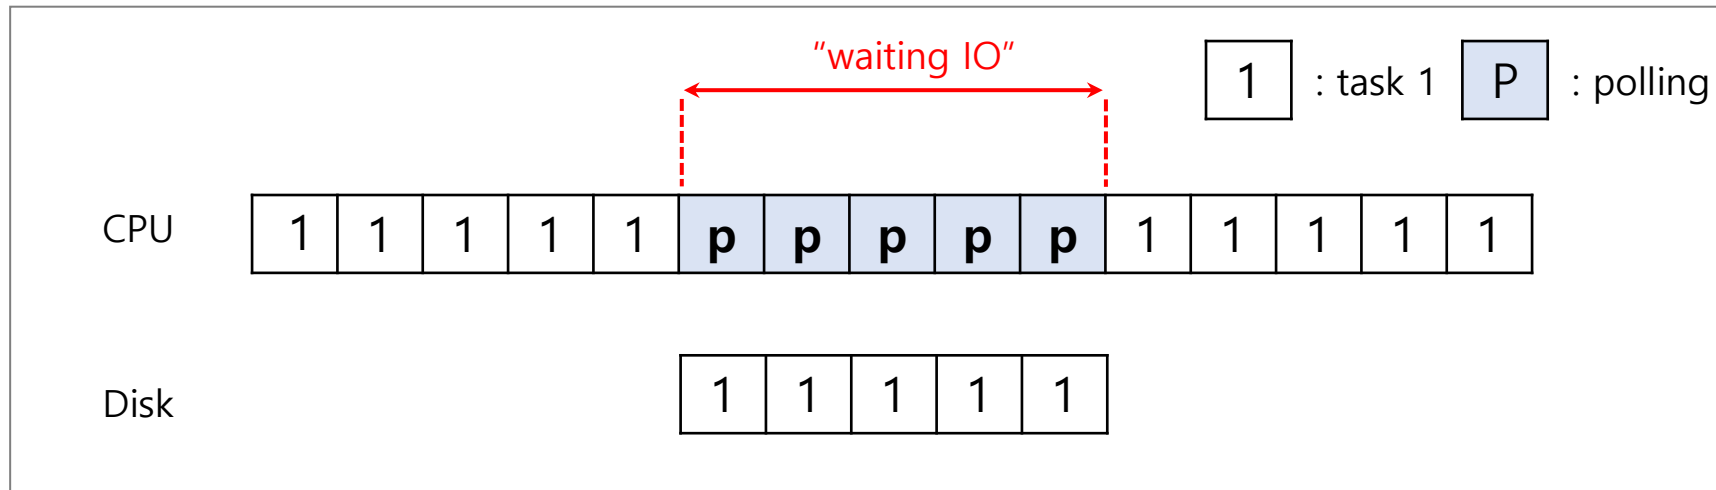 “waiting IO”
1 : task 1 P : polling
CPU 1 1 1 1 1 p p p p p 1 1 1 1 1
Disk 1 1 1 1 1